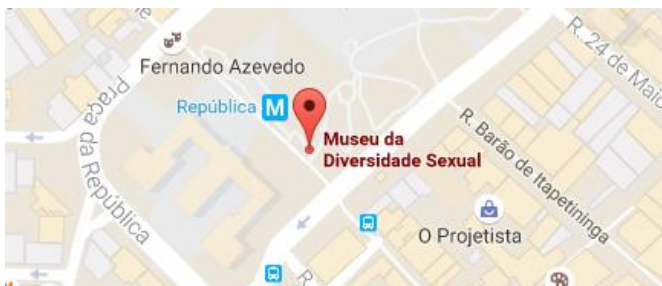 R. 24 de Maio
Fernando Azevedo
República M
Museu da
Diversidade Sexual
Praça da República
R. Barão de Itapetininga
O Projetista
R